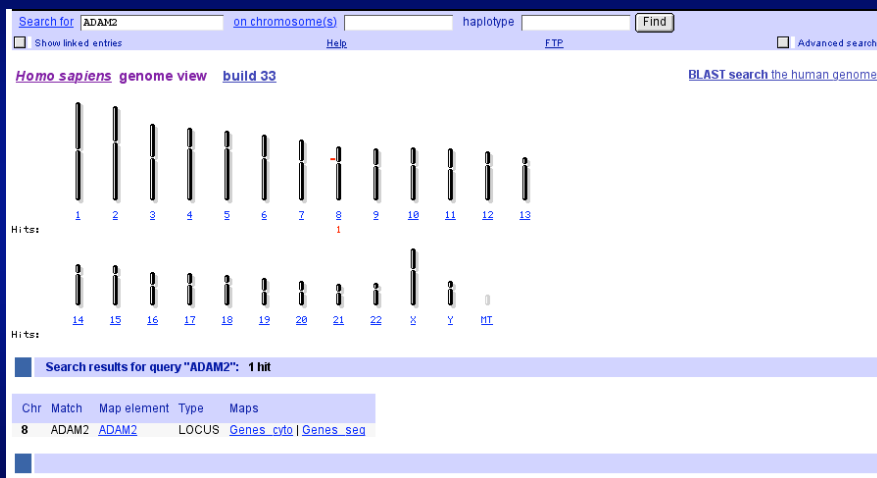 Search for ADAM2 on chromosome(s) haplotype Find
Show linked entries Help FTP Advanced search
Homo sapiens genome view build 33 BLAST search the human genome
1 2 3 4 5 6 7 8 9 10 11 12 13
Hits: 1
14 15 16 17 18 19 20 21 22 X Y MT
Hits:
Search results for query "ADAM2": 1 hit
Chr Match Map element Type Maps
8 ADAM2 ADAM2 LOCUS Genes_cyto | Genes_seq